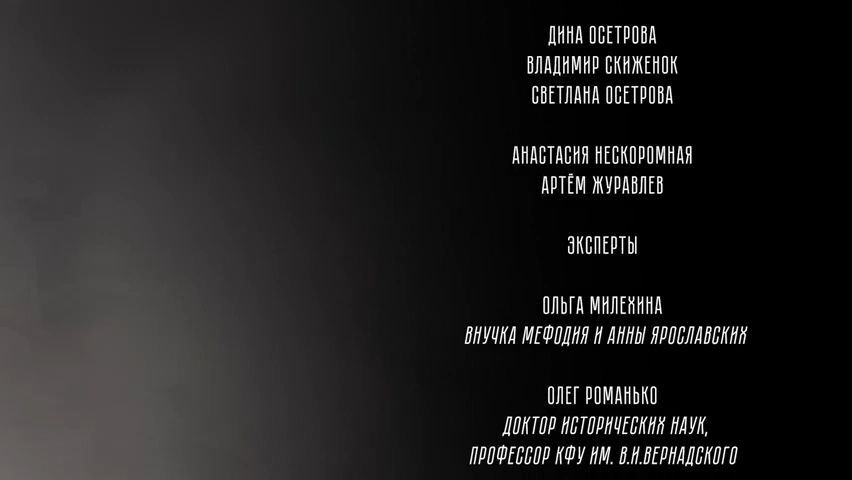 ДИНА ОСЕТРОВА
ВЛАДИМИР СКИЖЕНОК
СВЕТЛАНА ОСЕТРОВА
АНАСТАСИЯ НЕСКОРОМНАЯ
АРТЁМ ЖУРАВЛЕВ
ЭКСПЕРТЫ
ОЛЬГА МИЛЕХИНА
ВНУЧКА МЕФОДИЯ И АННЫ ЯРОСЛАВСКИХ
ОЛЕГ РОМАНЬКО
ДОКТОР ИСТОРИЧЕСКИХ НАУК,
ПРОФЕССОР КФУ ИМ. В.И.ВЕРНАДСКОГО